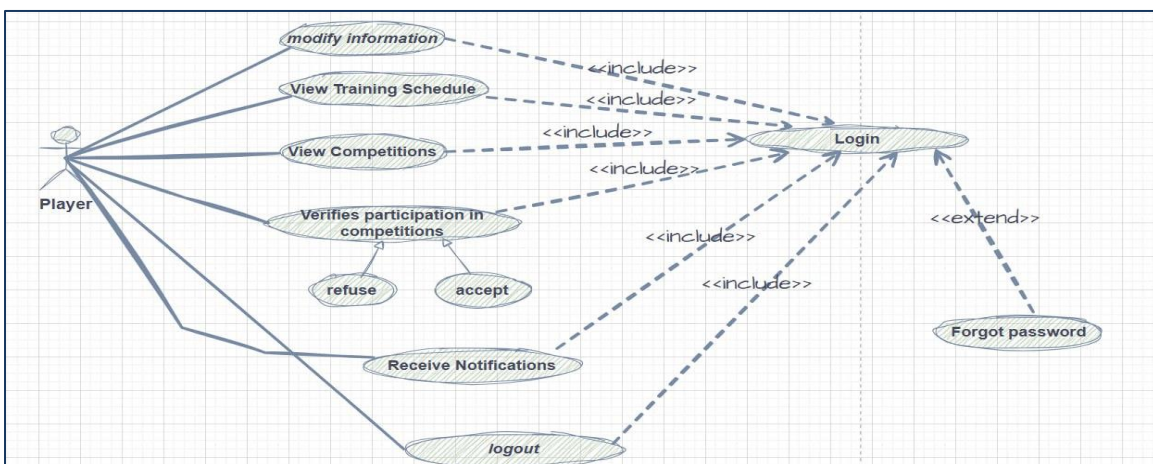 modify information
<<include>>
View Training Schedule
<<include>>
<<include>>
Login
View Competitions
<<include>>
Player
Verifies participation in
competitions
<<extend>>
<<include>>
refuse
accept
<<include>>
Forgot password
Receive Notifications
logout